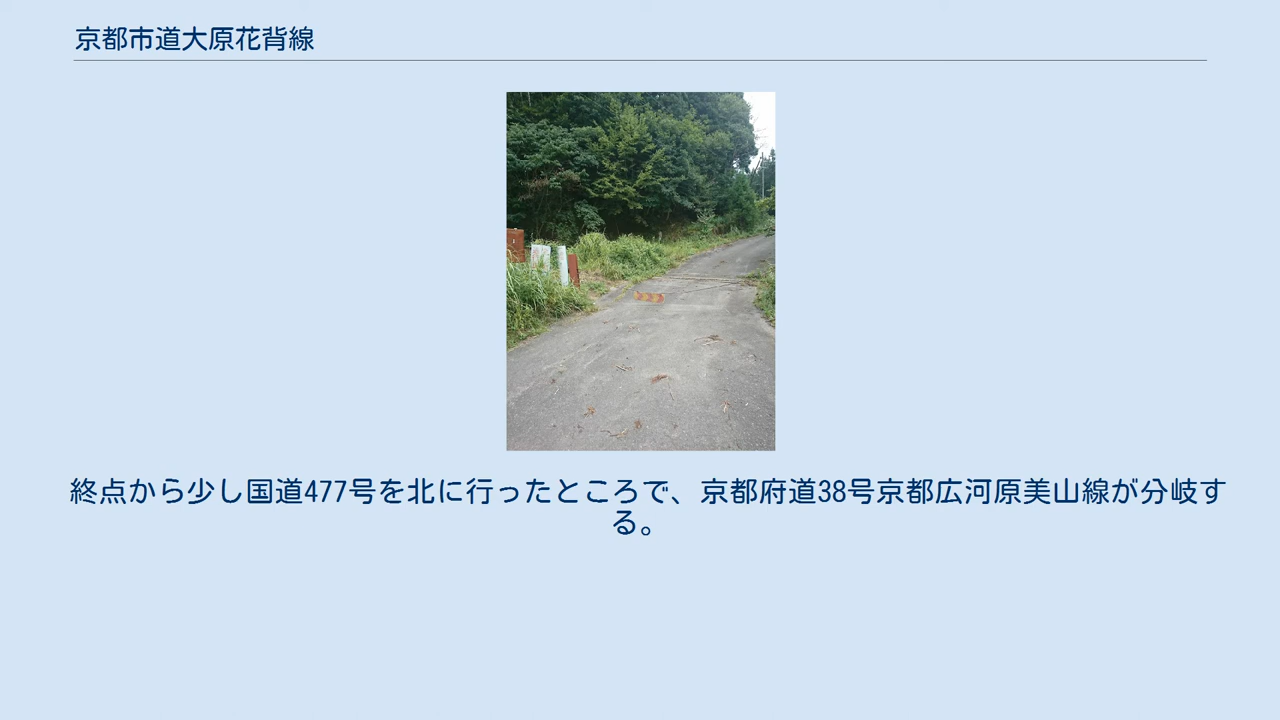 京都市道大原花背線
終点から少し国道477号を北に行ったところで、京都府道38号京都広河原美山線が分岐す
る。